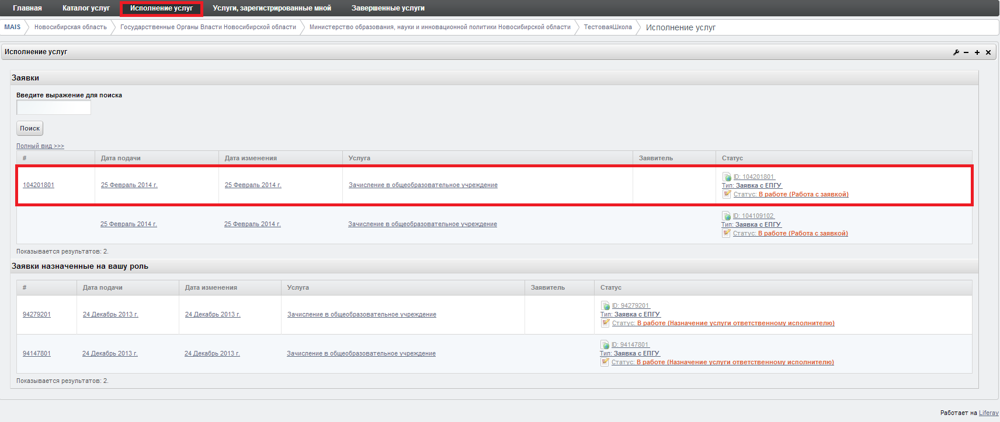 Главная Каталог услуг Исполнение услуг Услуги, зарегистрированные мной Завершенные услуги
MAIS Новосибирская область Государственные Органы Власти Новосибирской области Министерство образования, науки и инновационной политики Новосибирской области ТестоваяШкола Исполнение услуг
Исполнение услуг
Заявки
Введите выражение для поиска
Поиск
Полный вид >>>
# Дата подачи Дата изменения Услуга Заявитель Статус
104201801 25 Февраль 2014 г. 25 Февраль 2014 г. Зачисление в общеобразовательное учреждение ID: 104201801
Тип: Заявка с ЕПГУ
Статус: В работе (Работа с заявкой)
25 Февраль 2014 г. 25 Февраль 2014 г. Зачисление в общеобразовательное учреждение ID: 104109102
Тип: Заявка с ЕПГУ
Статус: В работе (Работа с заявкой)
Показывается результатов: 2.
Заявки назначенные на вашу роль
# Дата подачи Дата изменения Услуга Заявитель Статус
94279201 24 Декабрь 2013 г. 24 Декабрь 2013 г. Зачисление в общеобразовательное учреждение ID: 94279201
Тип: Заявка с ЕПГУ
Статус: В работе (Назначение услуги ответственному исполнителю)
94147801 24 Декабрь 2013 г. 24 Декабрь 2013 г. Зачисление в общеобразовательное учреждение ID: 94147801
Тип: Заявка с ЕПГУ
Статус: В работе (Назначение услуги ответственному исполнителю)
Показывается результатов: 2.
Работает на Liferay